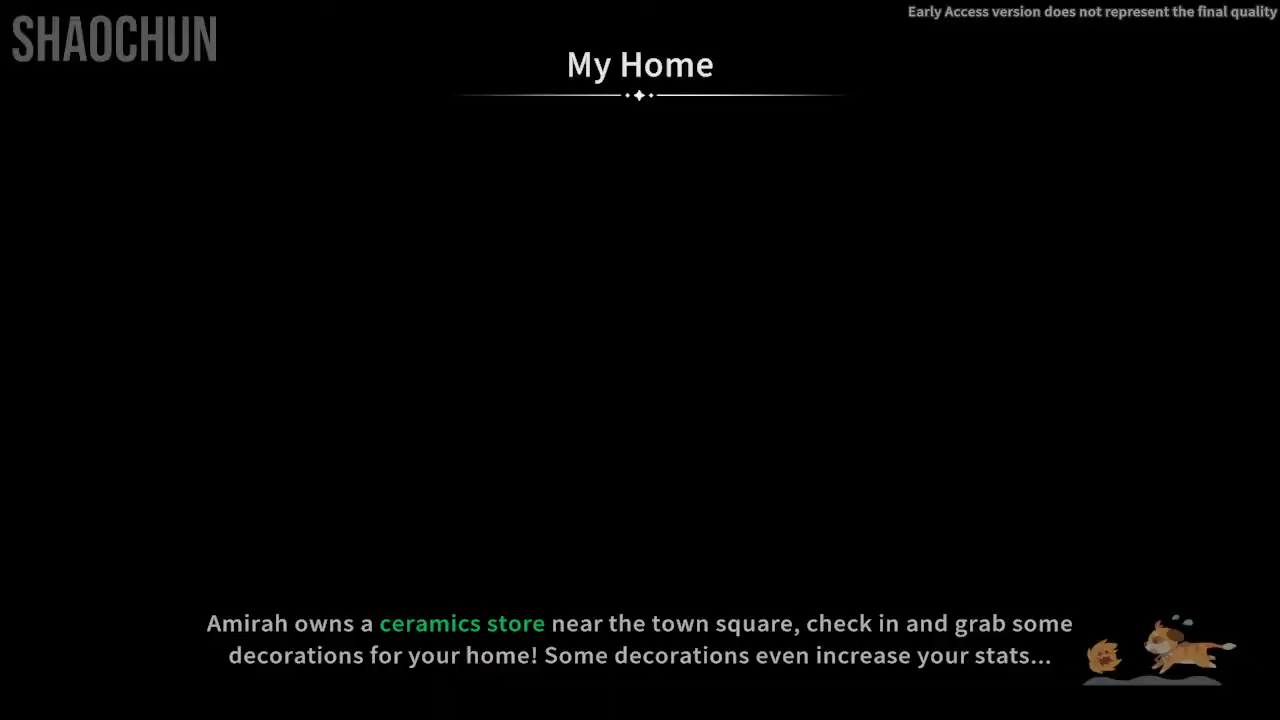 SHAOCHUN
Early Access version does not represent the final quality
My Home
Amirah owns a ceramics store near the town square, check in and grab some
decorations for your home! Some decorations even increase your stats...